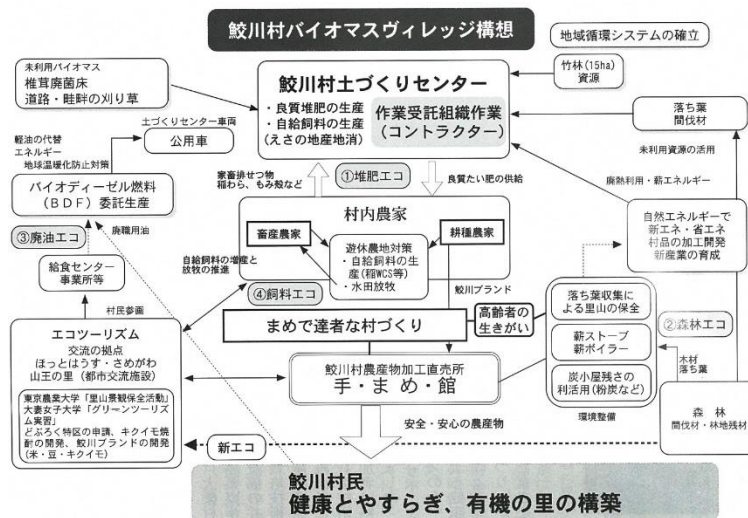 鮫川村バイオマスヴィレッジ構想
地域循環システムの確立
未利用バイオマス
椎茸廃菌床
道路・畦畔の刈り草
鮫川村土づくりセンター
・良質堆肥の生産
・自給飼料の生産
(えさの地産地消)
作業受託組織作業
(コントラクター)
竹林(15ha)
資源
落ち葉
間伐材
未利用資源の活用
土づくりセンター車両
公用車
軽油の代替
エネルギー
地球温暖化防止対策
バイオディーゼル燃料
(BDF)委託生産
③廃油エコ
廃職用油
給食センター
事業所等
村民参画
家畜排せつ物
稲わら、もみ殻など
①堆肥エコ
良質たい肥の供給
廃熱利用・薪エネルギー
村内農家
畜産農家
耕種農家
遊休農地対策
・自給飼料の生
産(稲WCS等)
・水田放牧
自給飼料の増産と
放牧の推進
④飼料エコ
鮫川ブランド
自然エネルギーで
新エネ・省エネ
村品の加工開発
新産業の育成
まめで達者な村づくり
高齢者の
生きがい
落ち葉収集に
よる里山の保全
薪ストーブ
薪ボイラー
炭小屋残さの
利活用(粉炭など)
環境整備
②森林エコ
木材
落ち葉
森林
間伐材・林地残材
エコツーリズム
交流の拠点
ほっとはうす・さめがわ
山王の里(都市交流施設)
東京農業大学「里山景観保全活動」
大妻女子大学「グリーンツーリズ
ム実習」
どぶろく特区の申請、キクイモ焼
酎の開発、鮫川ブランドの開発
(米・豆・キクイモ)
鮫川村農産物加工直売所
手・まめ・館
安全・安心の農産物
新エコ
鮫川村民
健康とやすらぎ、有機の里の構築